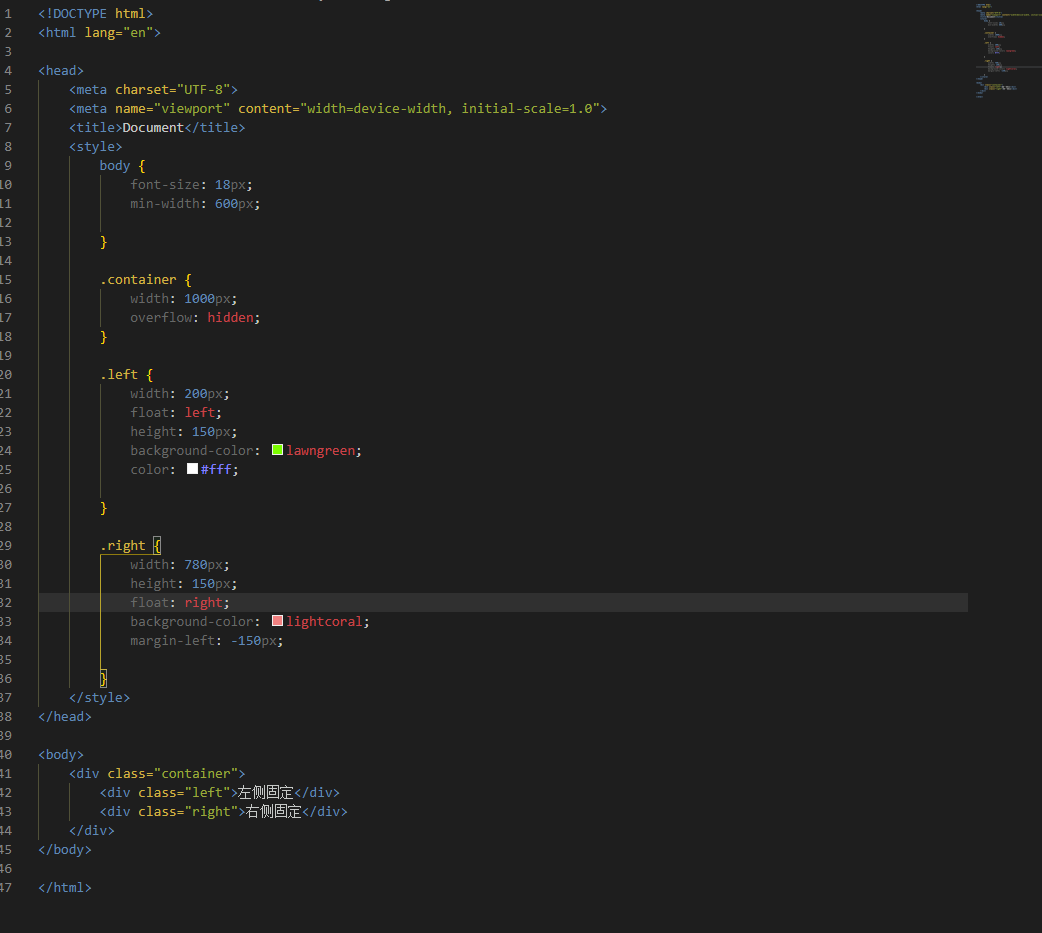 1 <!DOCTYPE html>
2 <html lang="en">
3
4 <head>
5 <meta charset="UTF-8">
6 <meta name="viewport" content="width=device-width, initial-scale=1.0">
7 <title>Document</title>
8 <style>
9 body {
10 font-size: 18px;
11 min-width: 600px;
12
13 }
14
15 .container {
16 width: 1000px;
17 overflow: hidden;
18 }
19
20 .left {
21 width: 200px;
22 float: left;
23 height: 150px;
24 background-color: lawngreen;
25 color: #fff;
26
27 }
28
29 .right {
30 width: 780px;
31 height: 150px;
32 float: right;
33 background-color: lightcoral;
34 margin-left: -150px;
35
36 }
37 </style>
38 </head>
39
40 <body>
41 <div class="container">
42 <div class="left">左侧固定</div>
43 <div class="right">右侧固定</div>
44 </div>
45 </body>
46
47 </html>